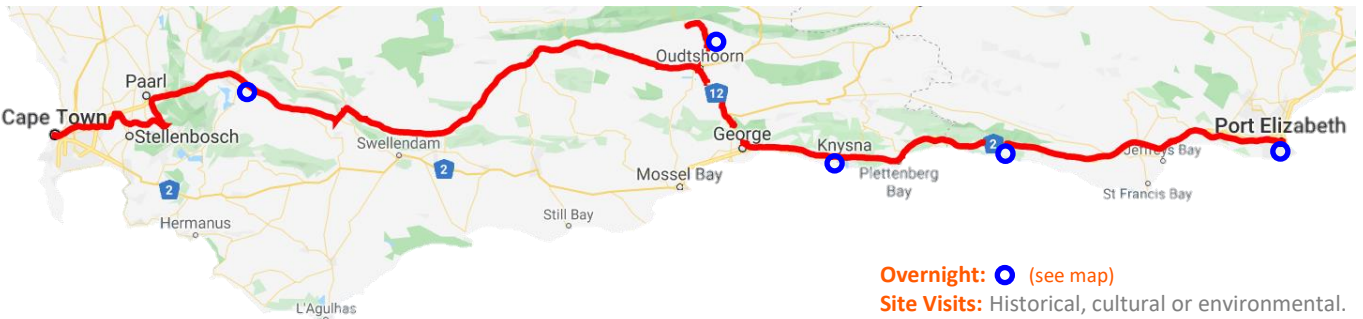 Oudtshoorn
Paarl
12
Cape Town
Stellenbosch
George
Port Elizabeth
Swellendam
Knysna
2
Jeffreys Bay
2
Mossel Bay
Plettenberg
Bay
2
St Francis Bay
Hermanus
Still Bay
L'Agulhas
Overnight: (see map)
Site Visits: Historical, cultural or environmental.